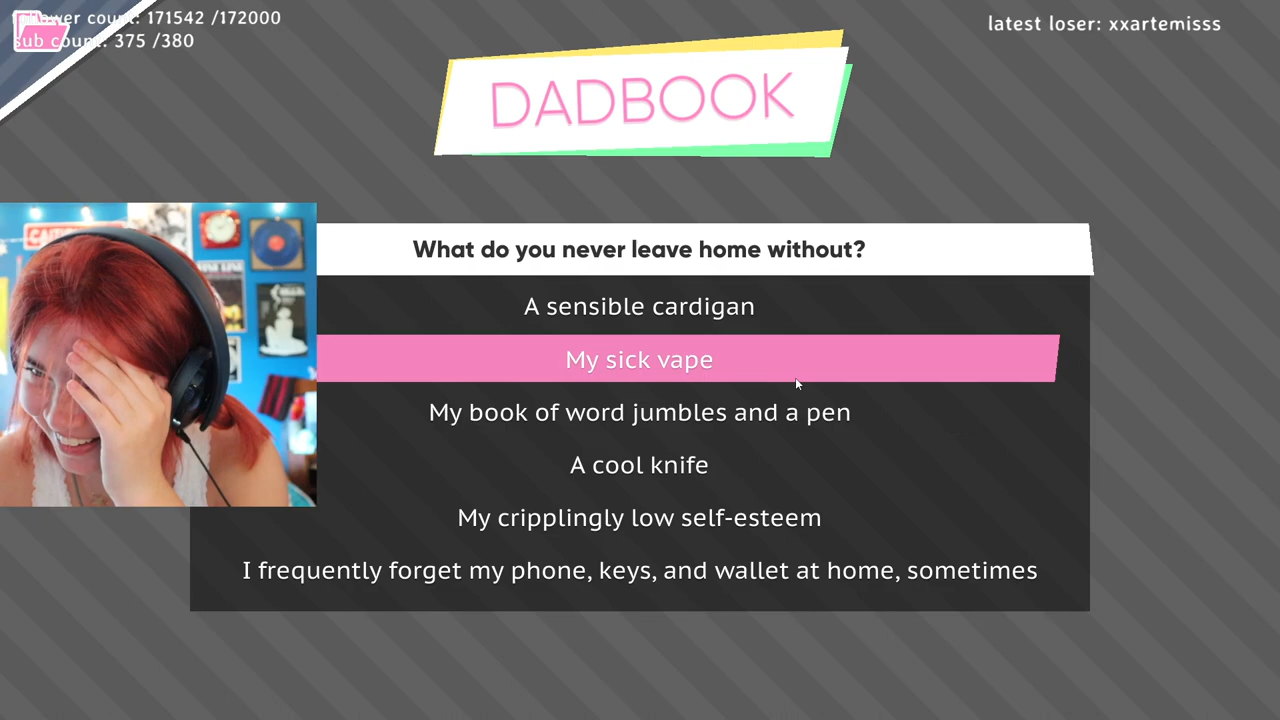 follower count: 171542 /172000
sub count: 375 /380
latest loser: xxartemisss
DADBOOK
What do you never leave home without?
A sensible cardigan
My sick vape
My book of word jumbles and a pen
A cool knife
My cripplingly low self-esteem
I frequently forget my phone, keys, and wallet at home, sometimes